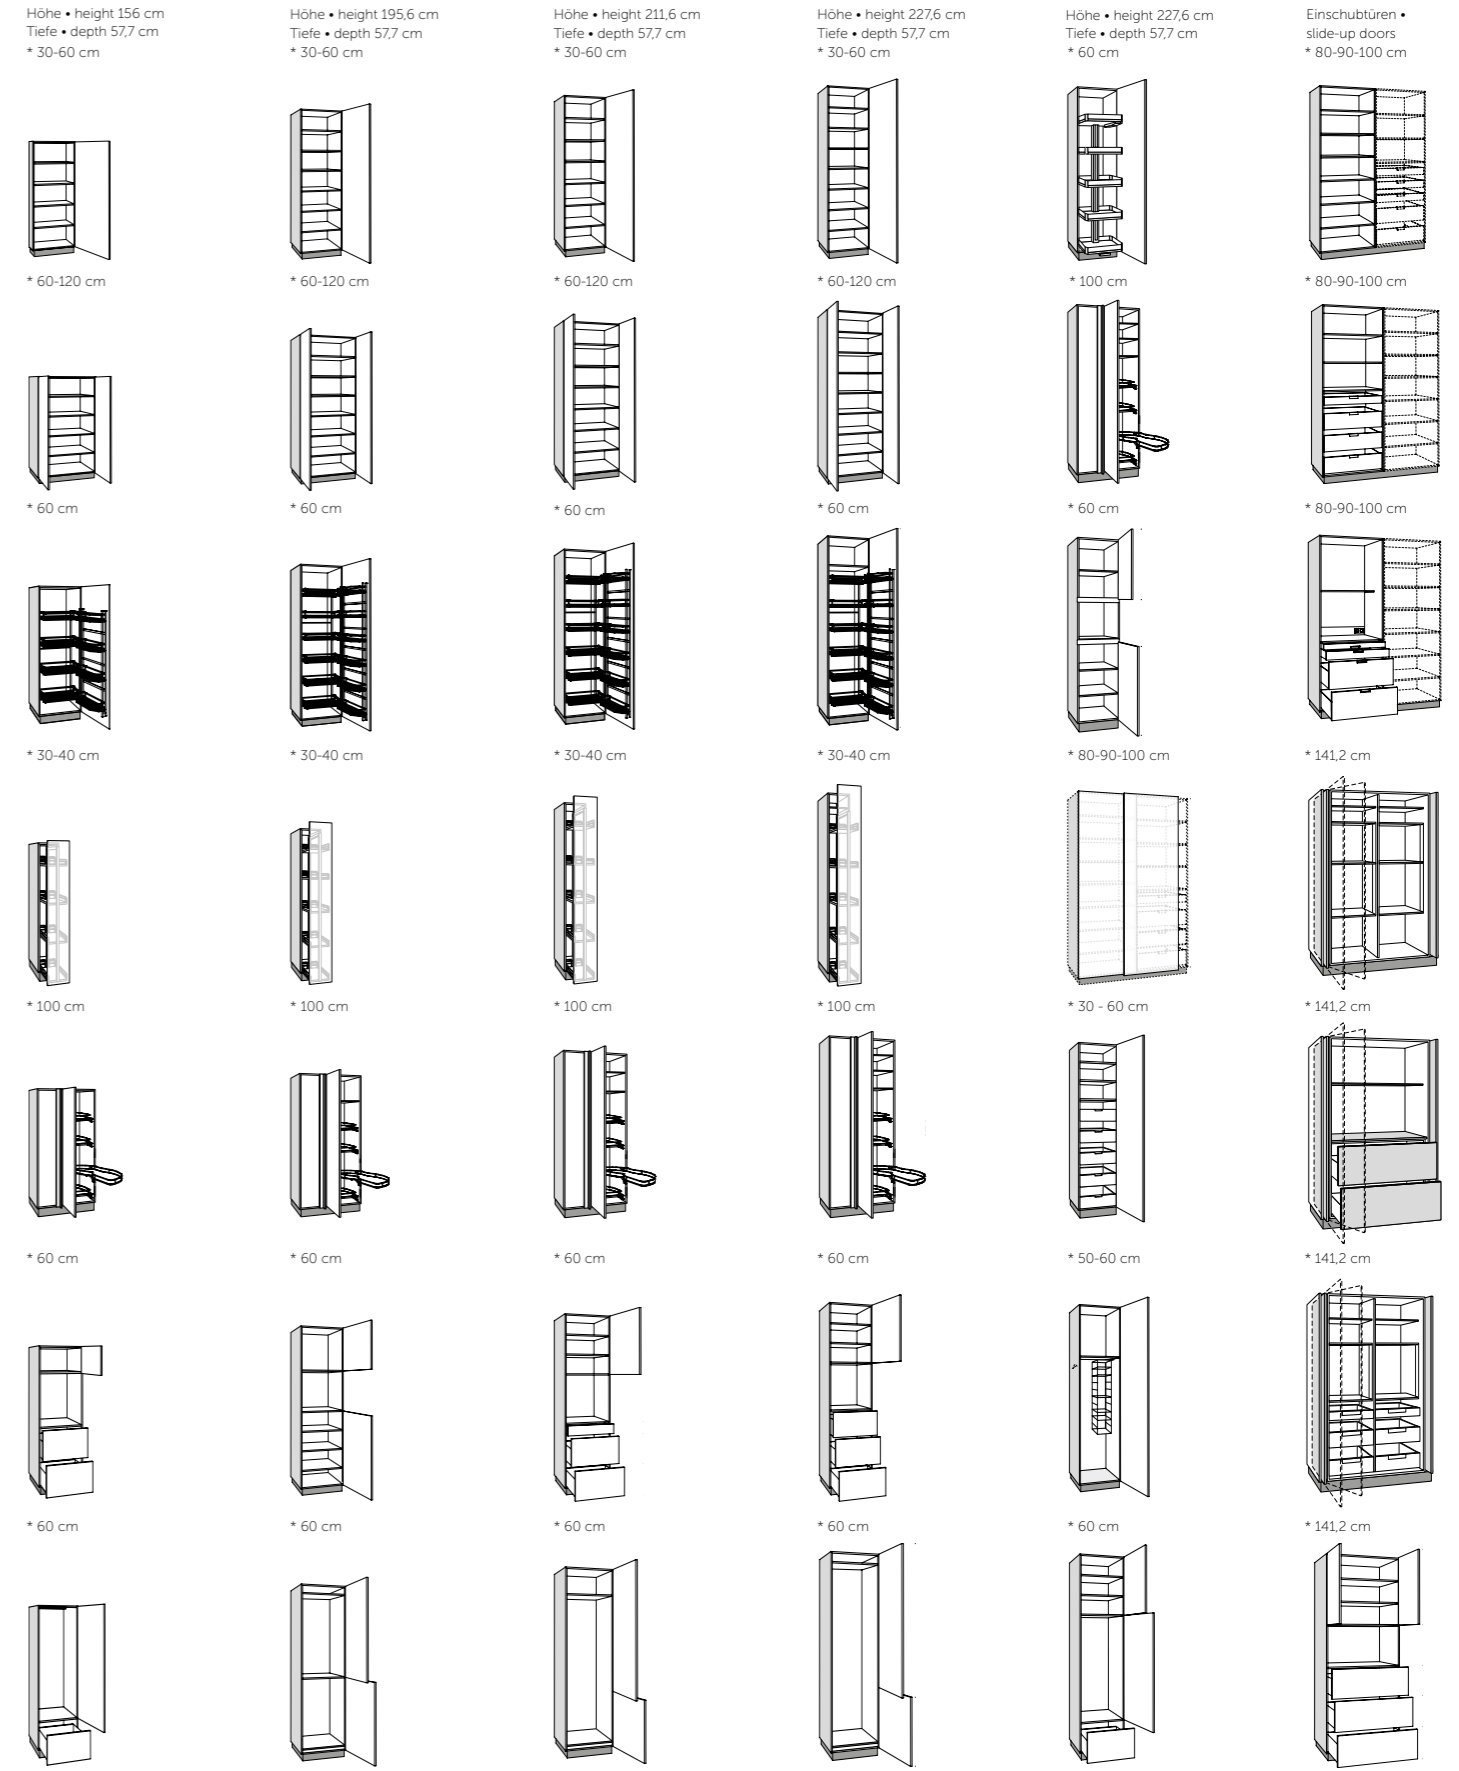 Höhe • height 156 cm
Tiefe • depth 57,7 cm
* 30-60 cm
Höhe • height 195,6 cm
Tiefe • depth 57,7 cm
* 30-60 cm
Höhe • height 211,6 cm
Tiefe • depth 57,7 cm
* 30-60 cm
Höhe • height 227,6 cm
Tiefe • depth 57,7 cm
* 30-60 cm
Höhe • height 227,6 cm
Tiefe • depth 57,7 cm
* 60 cm
Einschubtüren •
slide-up doors
* 80-90-100 cm
* 60-120 cm
* 60-120 cm
* 60-120 cm
* 60-120 cm
* 100 cm
* 80-90-100 cm
* 60 cm
* 60 cm
* 60 cm
* 60 cm
* 60 cm
* 80-90-100 cm
* 30-40 cm
* 30-40 cm
* 30-40 cm
* 30-40 cm
* 80-90-100 cm
* 141,2 cm
* 100 cm
* 100 cm
* 100 cm
* 100 cm
* 30 - 60 cm
* 141,2 cm
* 60 cm
* 60 cm
* 60 cm
* 60 cm
* 50-60 cm
* 141,2 cm
* 60 cm
* 60 cm
* 60 cm
* 60 cm
* 60 cm
* 141,2 cm